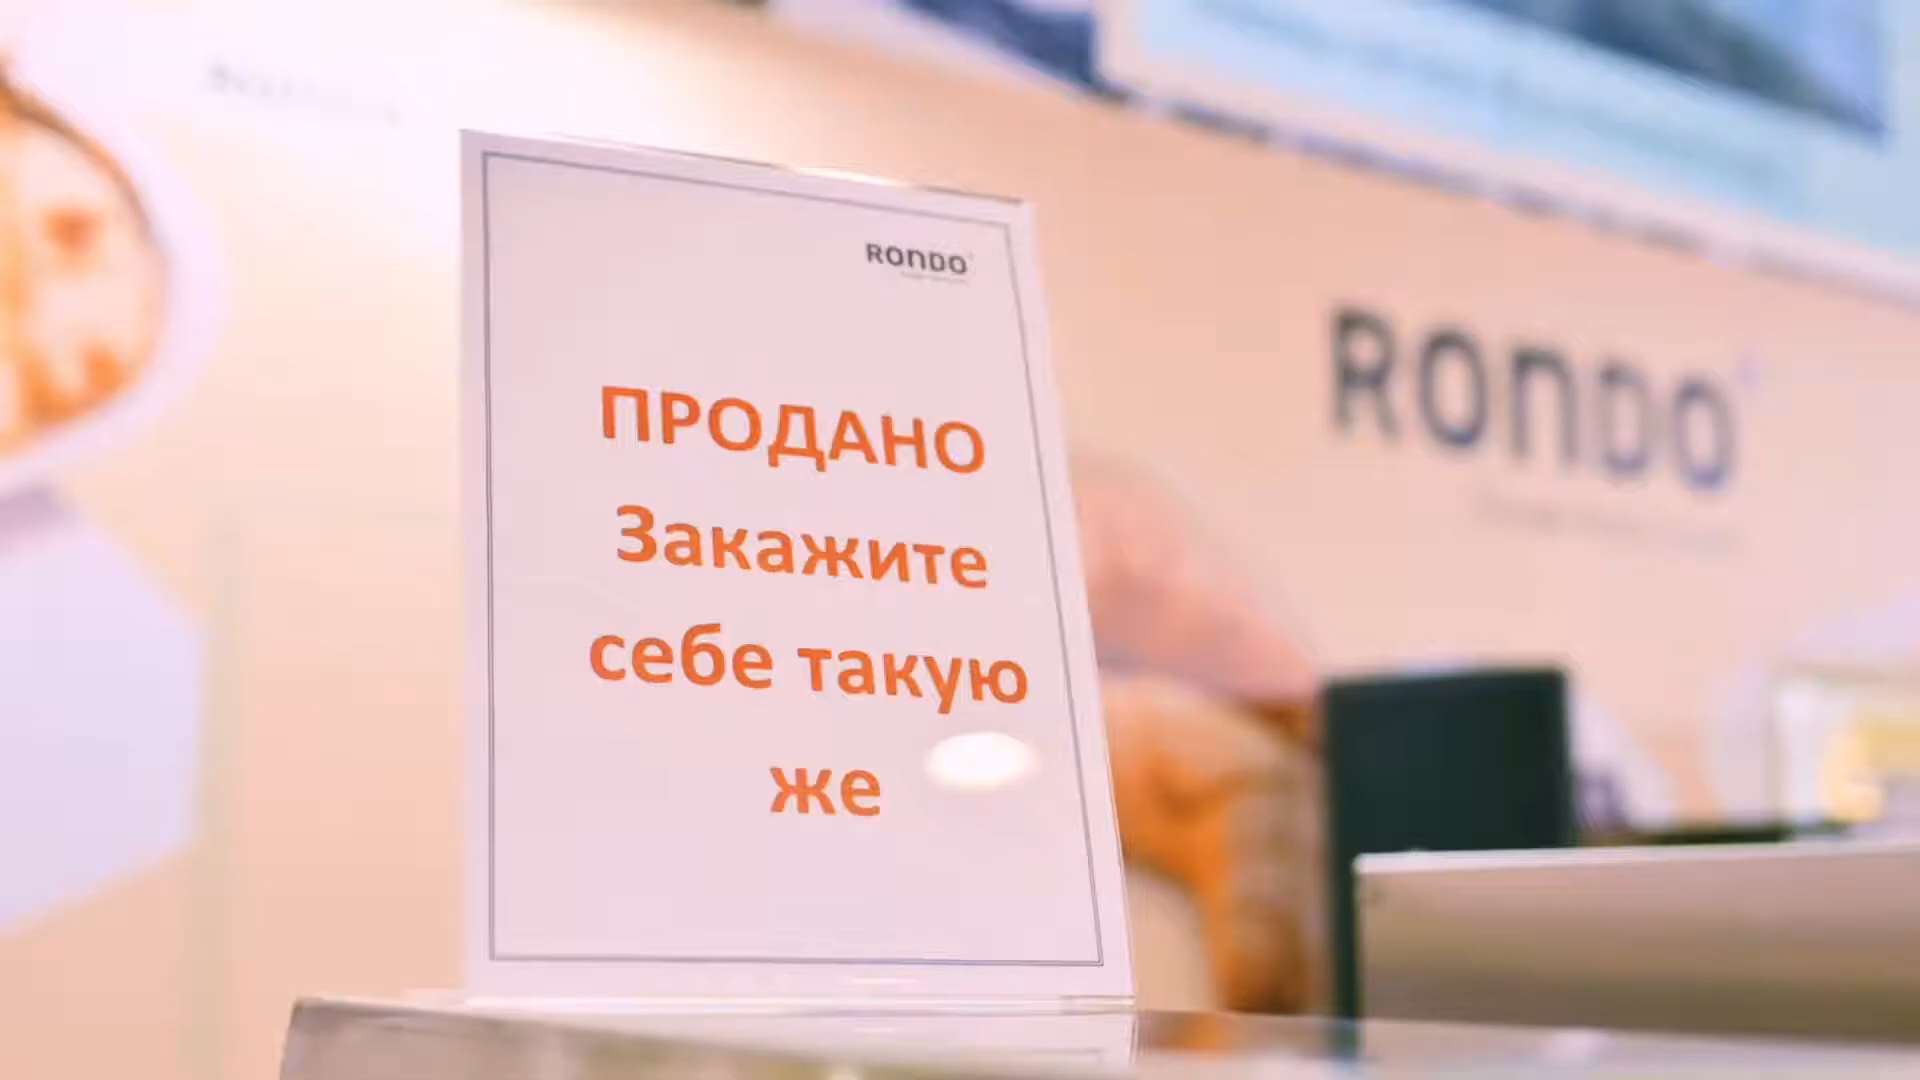 RONDO
ПРОДАНО
Закажите
себе такую
же
RONDO